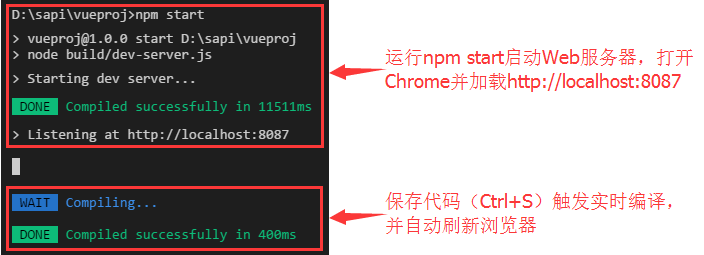 D:\sapi\vueproj>npm start
> vueproj@1.0.0 start D:\sapi\vueproj
> node build/dev-server.js
> Starting dev server...
DONE Compiled successfully in 11511ms
> Listening at http://localhost:8087
运行npm start启动Web服务器，打开
Chrome并加载http://localhost:8087
WAIT Compiling...
DONE Compiled successfully in 400ms
保存代码（Ctrl+S）触发实时编译，
并自动刷新浏览器